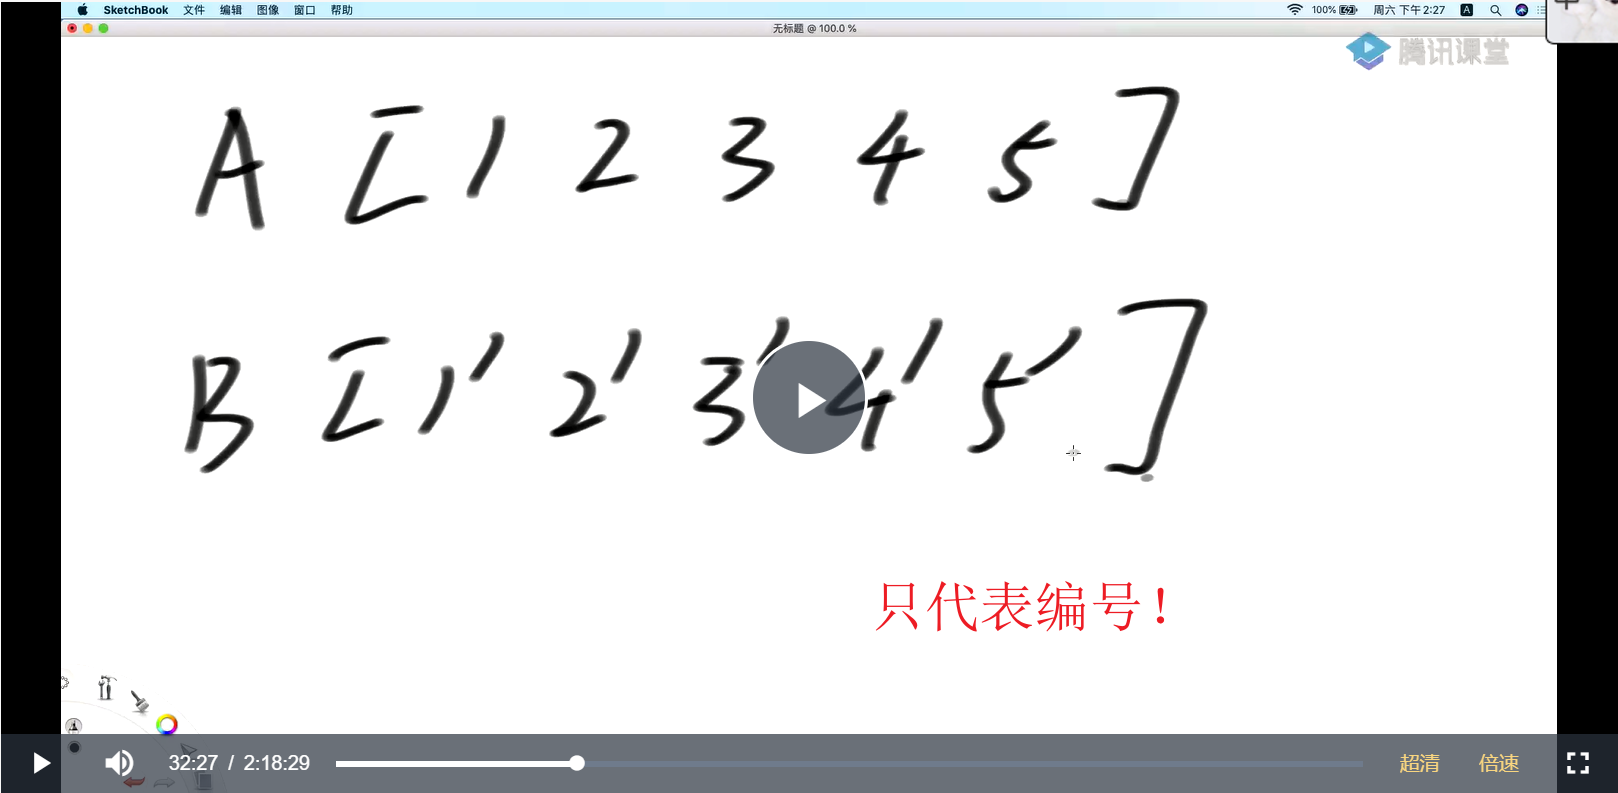 SketchBook 文件 编辑 图像 窗口 帮助 100% 周六 下午2:27 A
无标题 @ 100.0 %
腾讯课堂
A [ 1 2 3 4 5 ]
B [ 1' 2' 3' 4' 5' ]
只代表编号！
32:27 / 2:18:29 超清 倍速